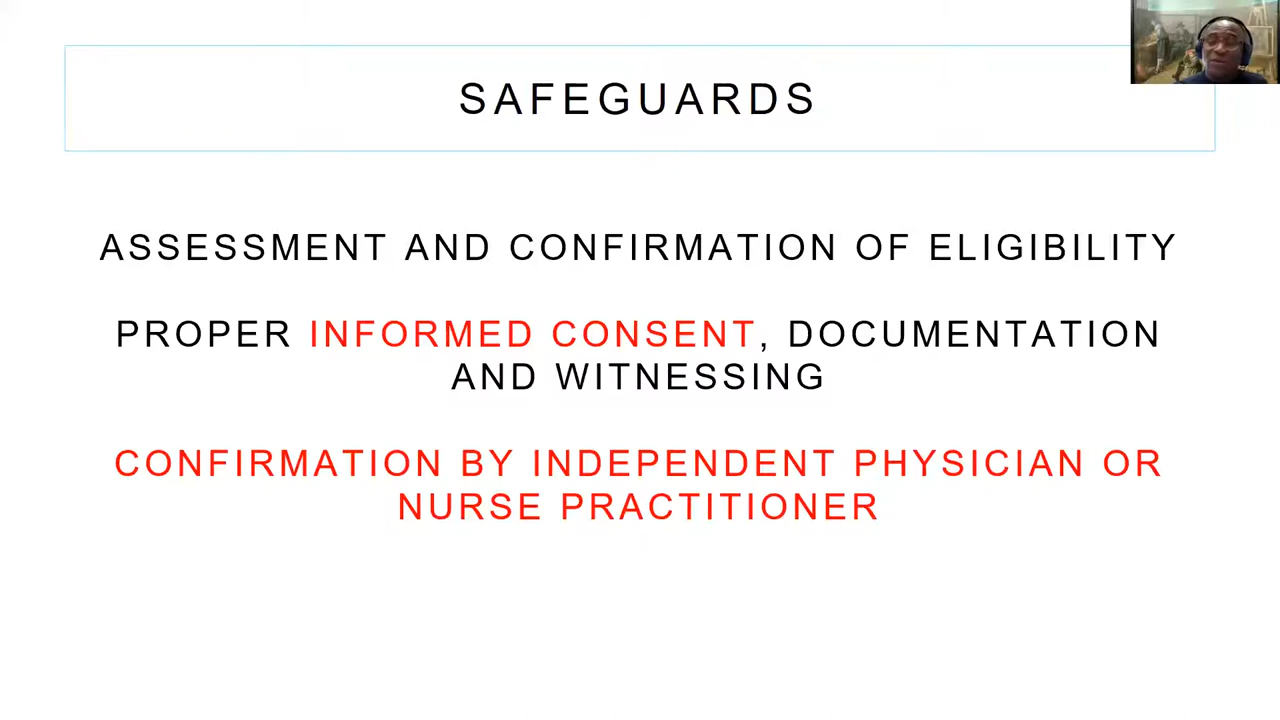 SAFEGUARDS
ASSESSMENT AND CONFIRMATION OF ELIGIBILITY
PROPER INFORMED CONSENT, DOCUMENTATION
AND WITNESSING
CONFIRMATION BY INDEPENDENT PHYSICIAN OR
NURSE PRACTITIONER